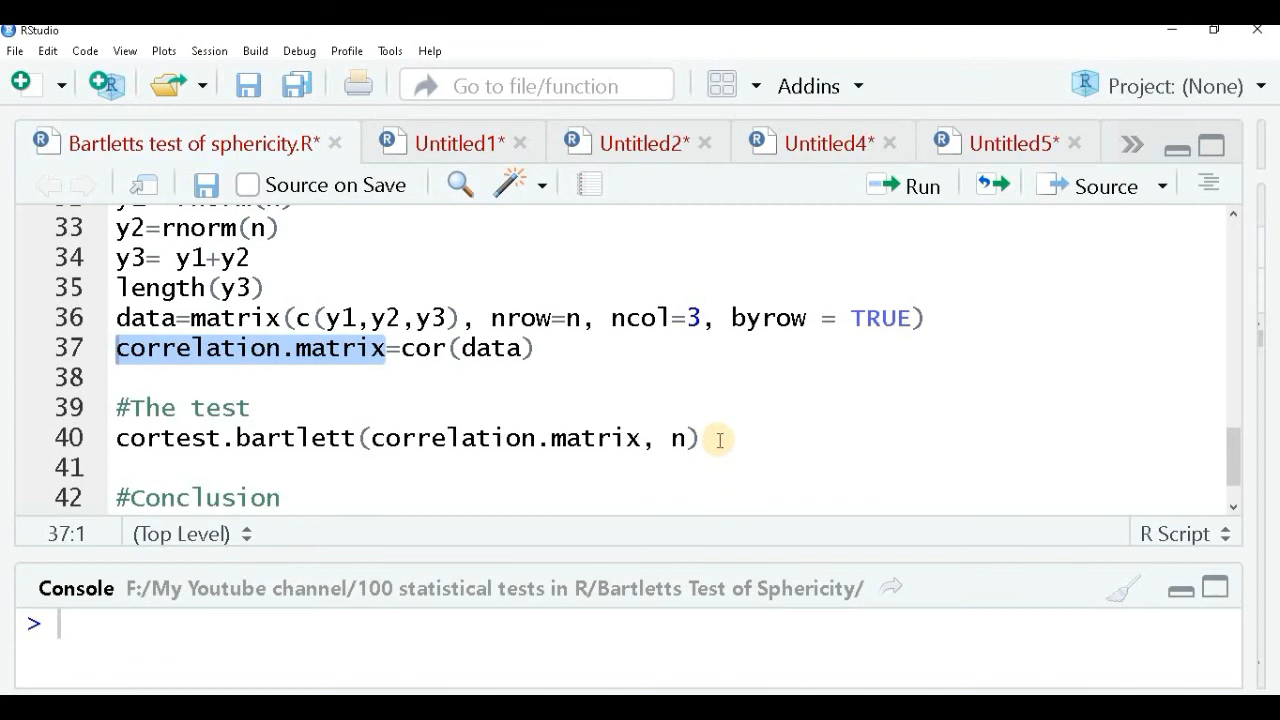 RStudio
File Edit Code View Plots Session Build Debug Profile Tools Help
Go to file/function Addins Project: (None)
Bartletts test of sphericity.R* Untitled1* Untitled2* Untitled4* Untitled5*
Source on Save Run Source
33 y2=rnorm(n)
34 y3= y1+y2
35 length(y3)
36 data=matrix(c(y1,y2,y3), nrow=n, ncol=3, byrow = TRUE)
37 correlation.matrix=cor(data)
38
39 #The test
40 cortest.bartlett(correlation.matrix, n)
41
42 #Conclusion
37:1 (Top Level) R Script
Console F:/My Youtube channel/100 statistical tests in R/Bartletts Test of Sphericity/
>